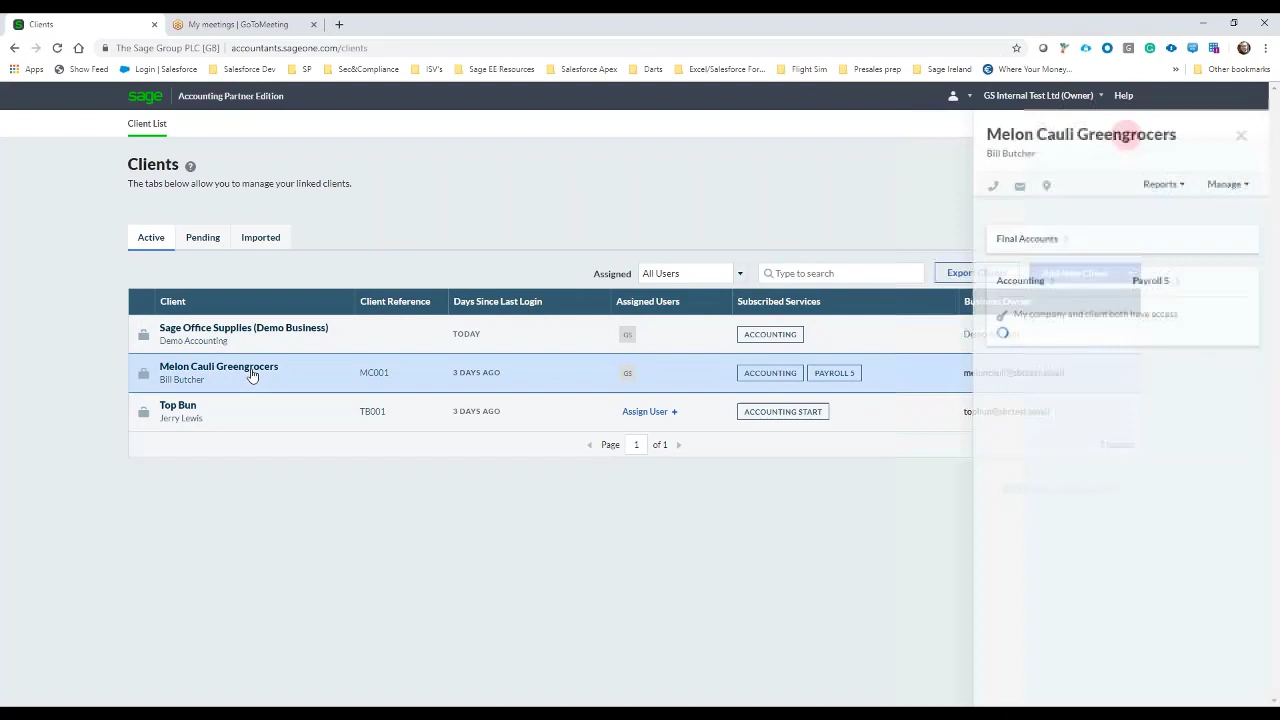 Clients
My meetings | GoToMeeting
The Sage Group PLC [GB] | accountants.sageone.com/clients
Apps Show Feed Login | Salesforce Salesforce Dev SP Sec&Compliance ISV's Sage EE Resources Salesforce Apex Darts Excel/Salesforce For... Flight Sim Presales prep Sage Ireland Where Your Money... » Other bookmarks
sage Accounting Partner Edition GS Internal Test Ltd (Owner) Help
Client List
Clients
The tabs below allow you to manage your linked clients.
Active Pending Imported
Assigned All Users Type to search Export
Client Client Reference Days Since Last Login Assigned Users Subscribed Services Business Owner
Sage Office Supplies (Demo Business)
Demo Accounting
TODAY GS ACCOUNTING
Melon Cauli Greengrocers
Bill Butcher
MC001 3 DAYS AGO GS ACCOUNTING PAYROLL 5
Top Bun
Jerry Lewis
TB001 3 DAYS AGO Assign User + ACCOUNTING START
Page 1 of 1
Melon Cauli Greengrocers
Bill Butcher
Reports Manage
Final Accounts
Add New Client
Accounting Payroll 5
My company and client both have access